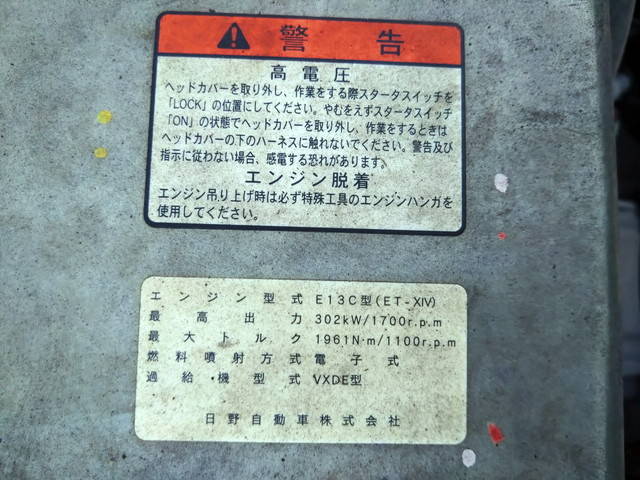 警告
高電圧
ヘッドカバーを取り外し、作業をする際スタータスイッチを
「LOCK」の位置にしてください。やむをえずスタータスイッチ
「ON」の状態でヘッドカバーを取り外し、作業をするときは
ヘッドカバーの下のハーネスに触れないでください。警告及び
指示に従わない場合、感電する恐れがあります。
エンジン脱着
エンジン吊り上げ時は必ず特殊工具のエンジンハンガを
使用してください。
エンジン型式 E13C型(ET-XIV)
最高出力 302kW/1700r.p.m
最大トルク 1961N·m/1100r.p.m
燃料噴射方式 電子式
過給機型式 VXDE型
日野自動車株式会社